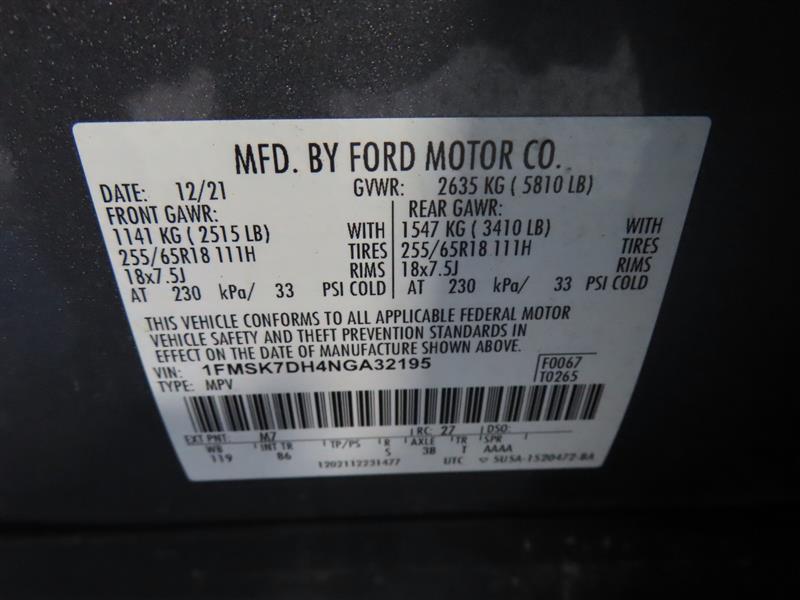 MFD. BY FORD MOTOR CO.
DATE: 12/21 GVWR: 2635 KG ( 5810 LB)
FRONT GAWR: REAR GAWR:
1141 KG ( 2515 LB) WITH 1547 KG ( 3410 LB) WITH
255/65R18 111H TIRES 255/65R18 111H TIRES
18x7.5J RIMS 18x7.5J RIMS
AT 230 kPa/ 33 PSI COLD AT 230 kPa/ 33 PSI COLD
THIS VEHICLE CONFORMS TO ALL APPLICABLE FEDERAL MOTOR
VEHICLE SAFETY AND THEFT PREVENTION STANDARDS IN
EFFECT ON THE DATE OF MANUFACTURE SHOWN ABOVE.
VIN: 1FMSK7DH4NGA32195 F0067
TYPE: MPV T0265
EXT PNT: M7 RC: 27 DSO:
WB INT TR TP/PS R AXLE TR SPR
119 86 S 3B T AAAA
1202112231477 UTC 5U5A-1520472-BA